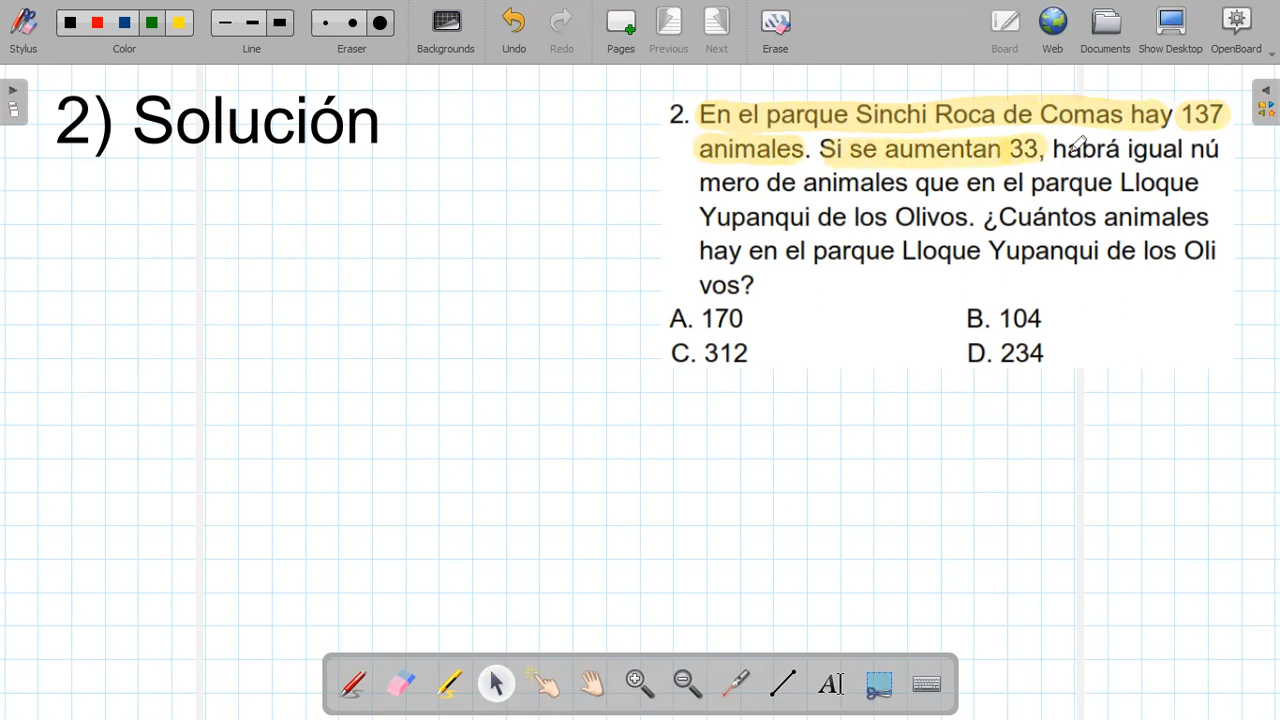 Stylus
Color
Line
Eraser
Backgrounds
Undo
Redo
Pages
Previous
Next
Erase
Board
Web
Documents
Show Desktop
OpenBoard
2) Solución
2. En el parque Sinchi Roca de Comas hay 137
animales. Si se aumentan 33, habrá igual nú
mero de animales que en el parque Lloque
Yupanqui de los Olivos. ¿Cuántos animales
hay en el parque Lloque Yupanqui de los Oli
vos?
A. 170 B. 104
C. 312 D. 234
AI